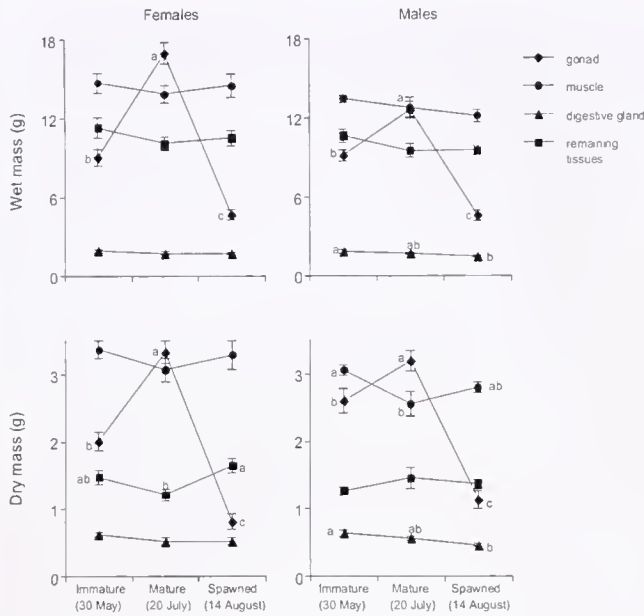 Females
Males
18
12
6
0
Wet mass (g)
a
b
c
18
12
6
0
a
b
c
a
ab
b
gonad
muscle
digestive gland
remaining
tissues
3
2
1
0
Dry mass (g)
a
b
c
ab
b
a
3
2
1
0
a
b
a
b
ab
c
a
ab
b
Immature
(30 May)
Mature
(20 July)
Spawned
(14 August)
Immature
(30 May)
Mature
(20 July)
Spawned
(14 August)